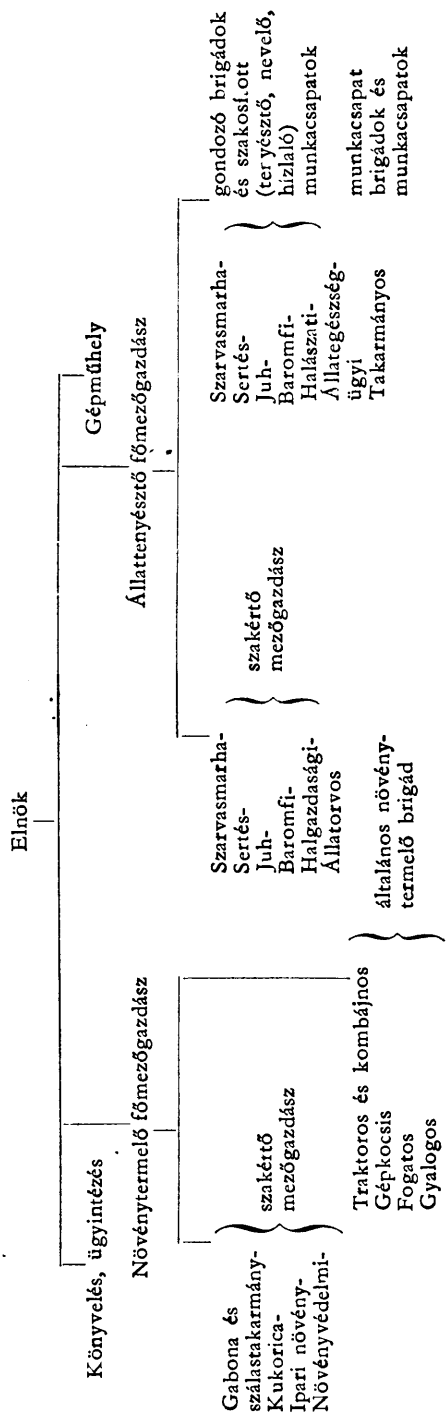 Elnök
Könyvelés, ügyintézés
Gépműhely
Növénytermelő főmezőgazdász
Állattenyésztő főmezőgazdász
Gabona és
szálastakarmány-
Kukorica-
Ipari növény-
Növényvédelmi-
szakértő
mezőgazdász
Traktoros és kombájnos
Gépkocsis
Fogatos
Gyalogos
általános növény-
termelő brigád
Szarvasmarha-
Sertés-
Juh-
Baromfi-
Halgazdasági-
Állatorvos
szakértő
mezőgazdász
Szarvasmarha-
Sertés-
Juh-
Baromfi-
Halászati-
Állategészség-
ügyi
Takarmányos
gondozó brigádok
és szakosított
(tenyésztő, nevelő,
hízlaló)
munkacsapatok
munkacsapat
brigádok és
munkacsapatok